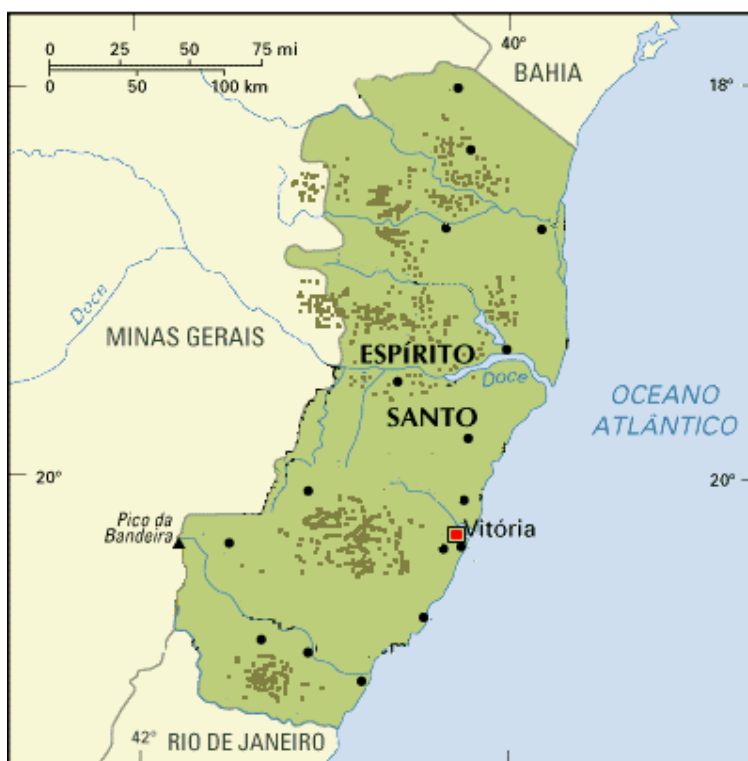 40°
0 25 50 75 mi
0 50 100 km
BAHIA
18°
Doce
MINAS GERAIS
ESPÍRITO
SANTO
Doce
OCEANO
ATLÂNTICO
20°
20°
Pico da
Bandeira
Vitória
42°
RIO DE JANEIRO